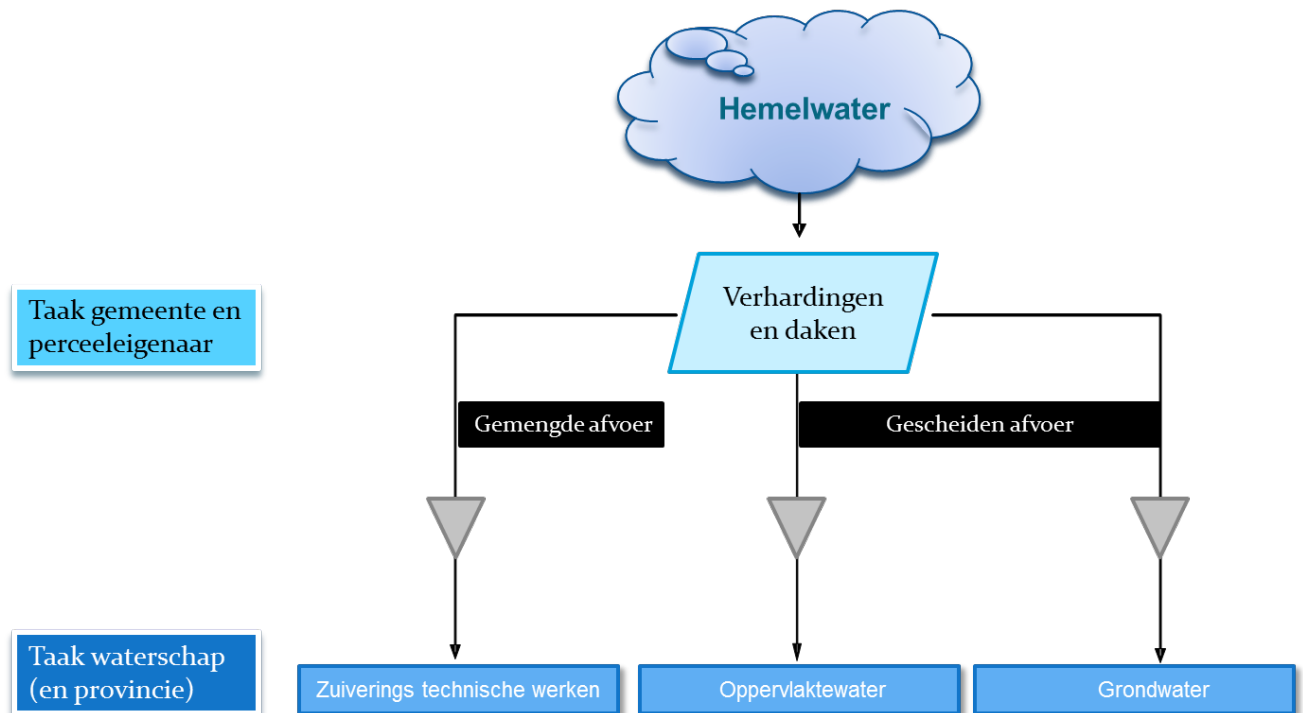 Hemelwater
Verhardingen
en daken
Taak gemeente en
perceeleigenaar
Gemengde afvoer
Gescheiden afvoer
Taak waterschap
(en provincie)
Zuiverings technische werken
Oppervlaktewater
Grondwater